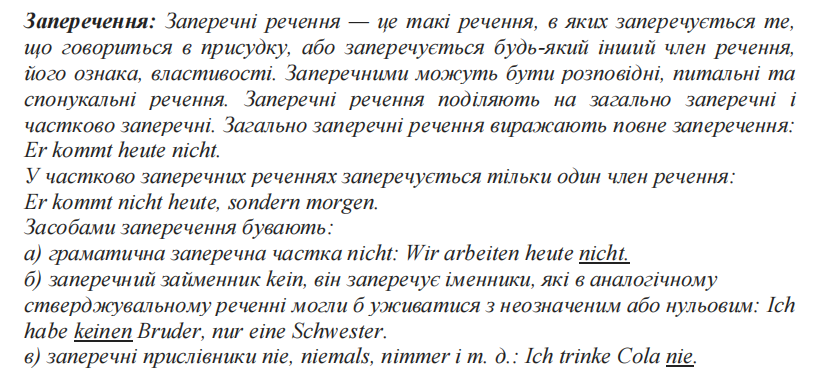 Заперечення: Заперечні речення — це такі речення, в яких заперечується те,
що говориться в присудку, або заперечується будь-який інший член речення,
його ознака, властивості. Заперечними можуть бути розповідні, питальні та
спонукальні речення. Заперечні речення поділяють на загально заперечні і
частково заперечні. Загально заперечні речення виражають повне заперечення:
Er kommt heute nicht.
У частково заперечних реченнях заперечується тільки один член речення:
Er kommt nicht heute, sondern morgen.
Засобами заперечення бувають:
а) граматична заперечна частка nicht: Wir arbeiten heute nicht.
б) заперечний займенник kein, він заперечує іменники, які в аналогічному
стверджувальному реченні могли б уживатися з неозначеним або нульовим: Ich
habe keinen Bruder, nur eine Schwester.
в) заперечні прислівники nie, niemals, nimmer і т. д.: Ich trinke Cola nie.